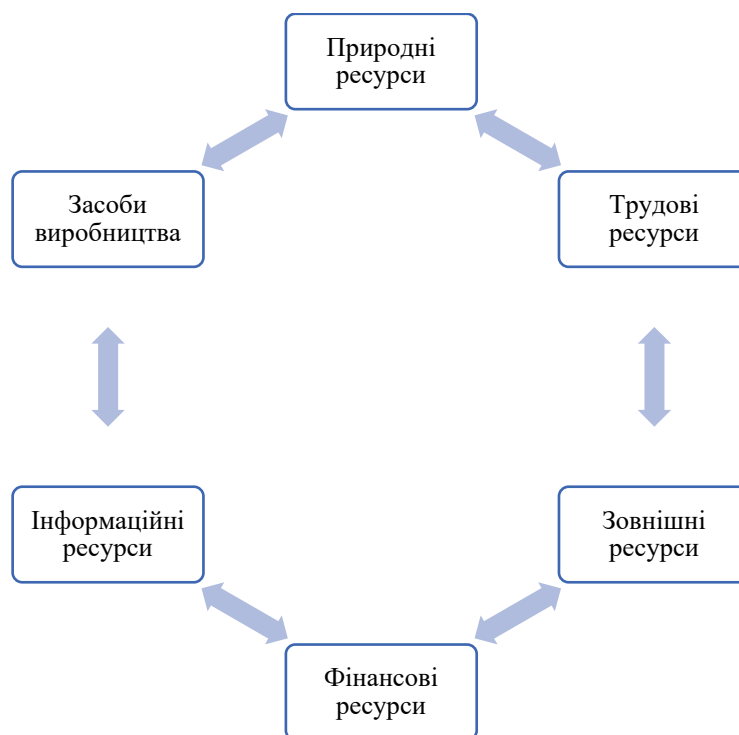 Природні
ресурси
Засоби
виробництва
Трудові
ресурси
Інформаційні
ресурси
Зовнішні
ресурси
Фінансові
ресурси